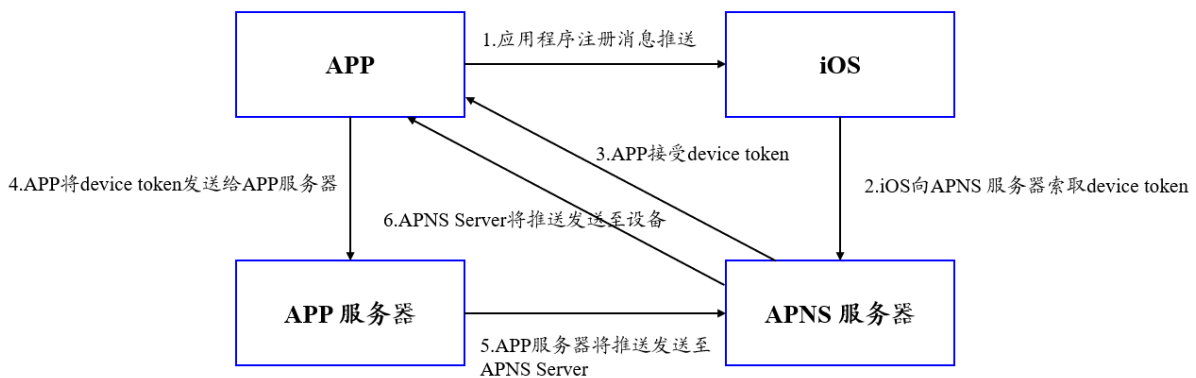 1.应用程序注册消息推送
APP
iOS
3.APP接受device token
4.APP将device token发送给APP服务器
2.iOS向APNS 服务器索取device token
6.APNS Server将推送发送至设备
APP 服务器
APNS 服务器
5.APP服务器将推送发送至
APNS Server